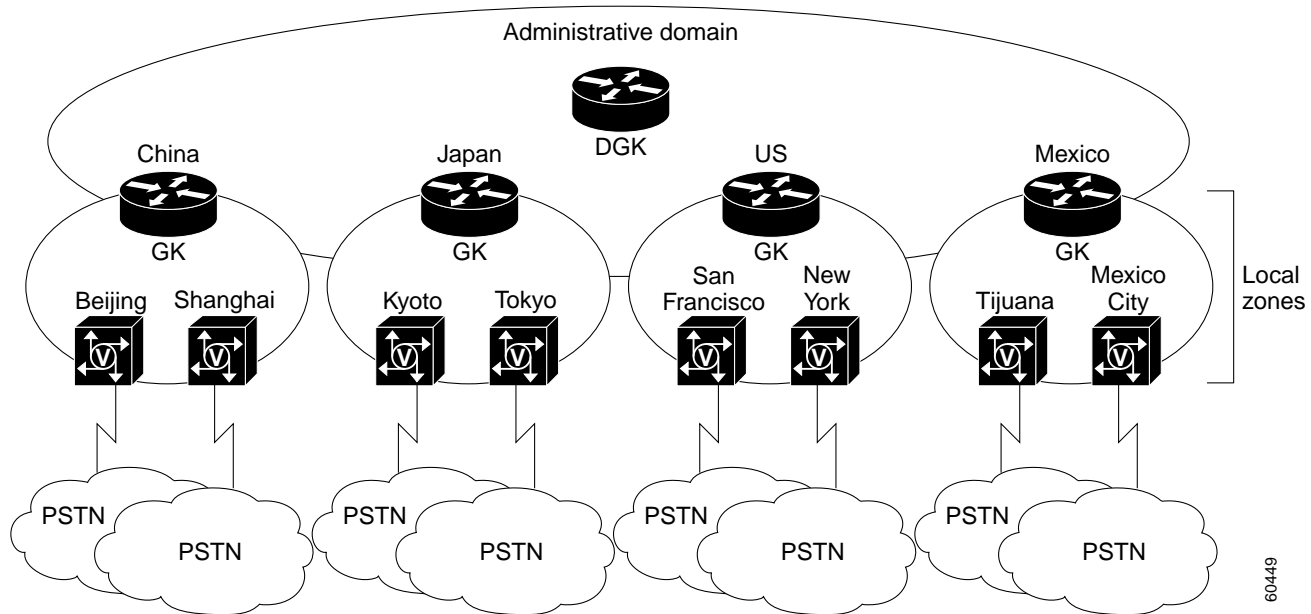 Administrative domain
DGK
China
Japan
US
Mexico
GK
GK
GK
GK
Beijing
Shanghai
Kyoto
Tokyo
San
Francisco
New
York
Tijuana
Mexico
City
Local
zones
V
V
V
V
V
V
V
V
PSTN
PSTN
PSTN
PSTN
PSTN
PSTN
PSTN
PSTN
60449